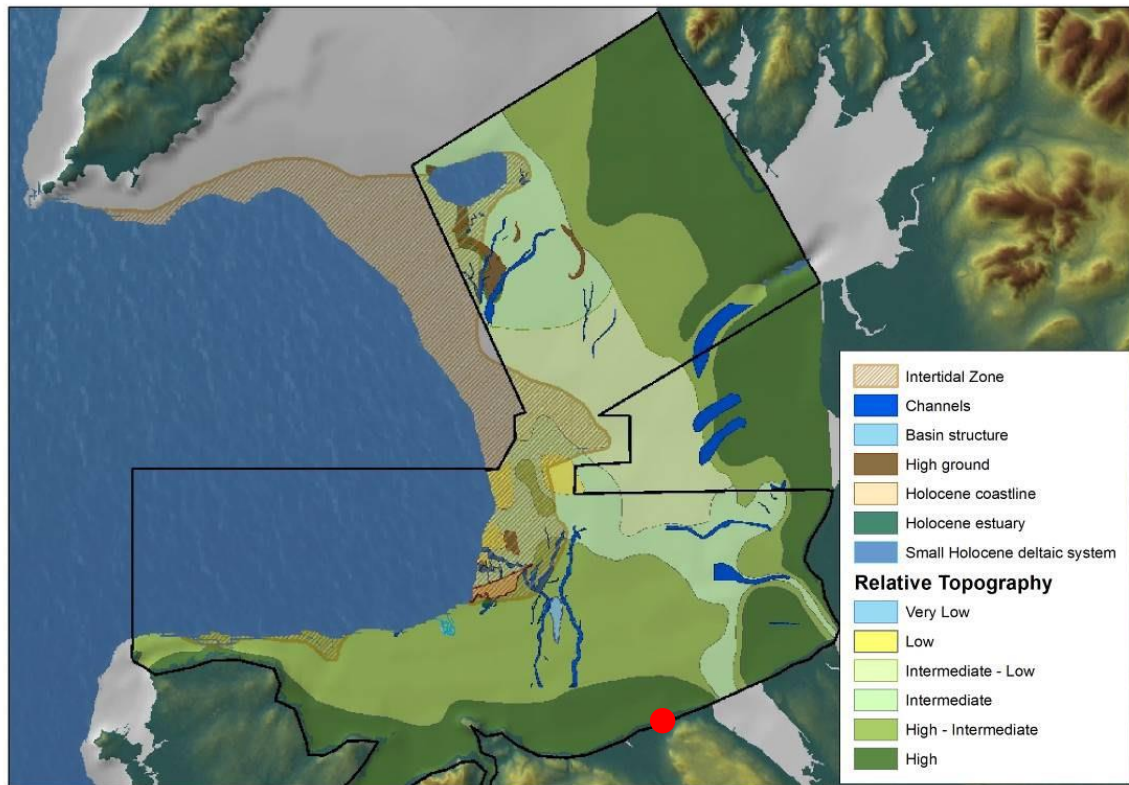 Intertidal Zone
Channels
Basin structure
High ground
Holocene coastline
Holocene estuary
Small Holocene deltaic system
Relative Topography
Very Low
Low
Intermediate - Low
Intermediate
High - Intermediate
High